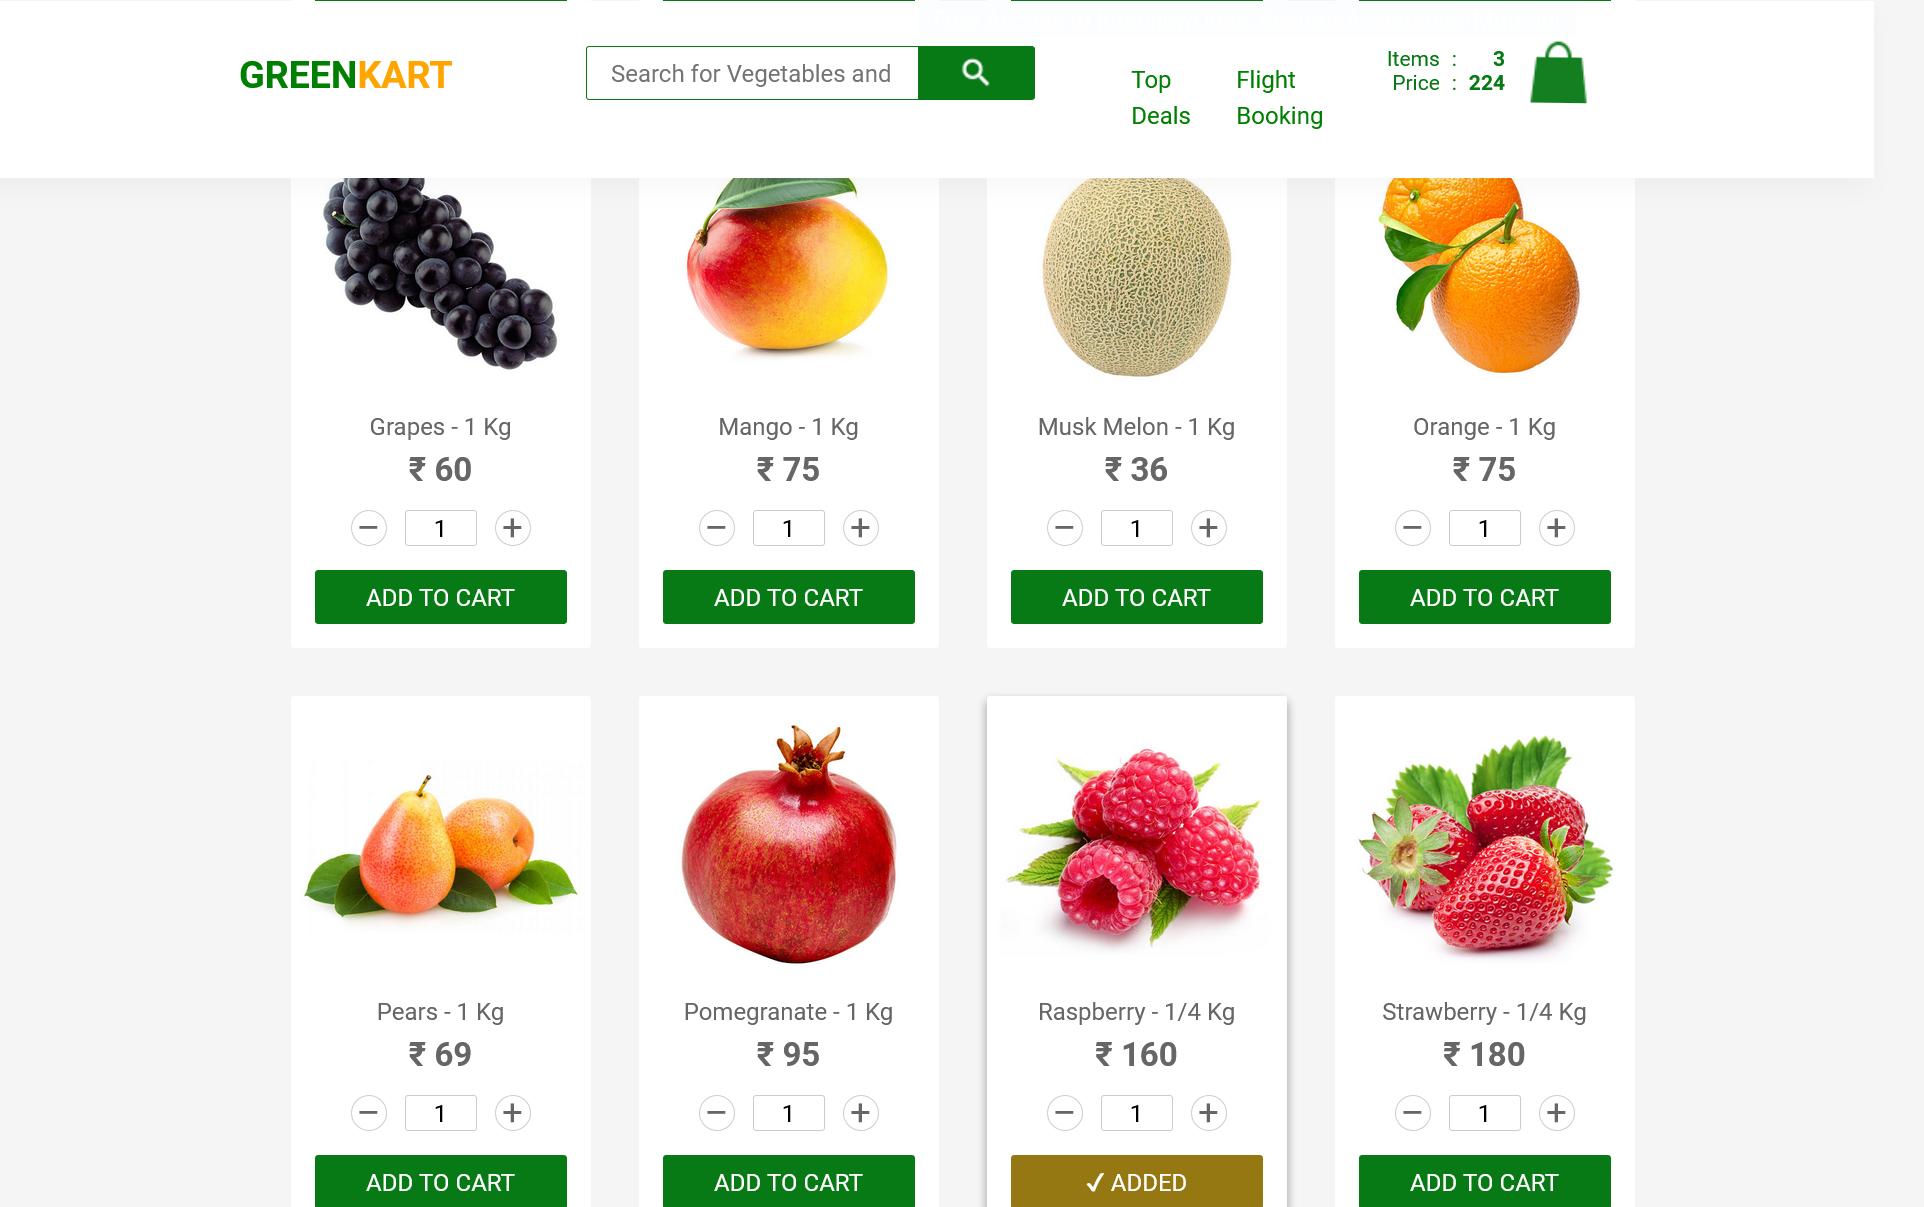 GREENKART
Search for Vegetables and
Top
Deals
Flight
Booking
Items : 3
Price : 224
Grapes - 1 Kg
₹ 60
− 1 +
ADD TO CART
Mango - 1 Kg
₹ 75
− 1 +
ADD TO CART
Musk Melon - 1 Kg
₹ 36
− 1 +
ADD TO CART
Orange - 1 Kg
₹ 75
− 1 +
ADD TO CART
Pears - 1 Kg
₹ 69
− 1 +
ADD TO CART
Pomegranate - 1 Kg
₹ 95
− 1 +
ADD TO CART
Raspberry - 1/4 Kg
₹ 160
− 1 +
✓ ADDED
Strawberry - 1/4 Kg
₹ 180
− 1 +
ADD TO CART